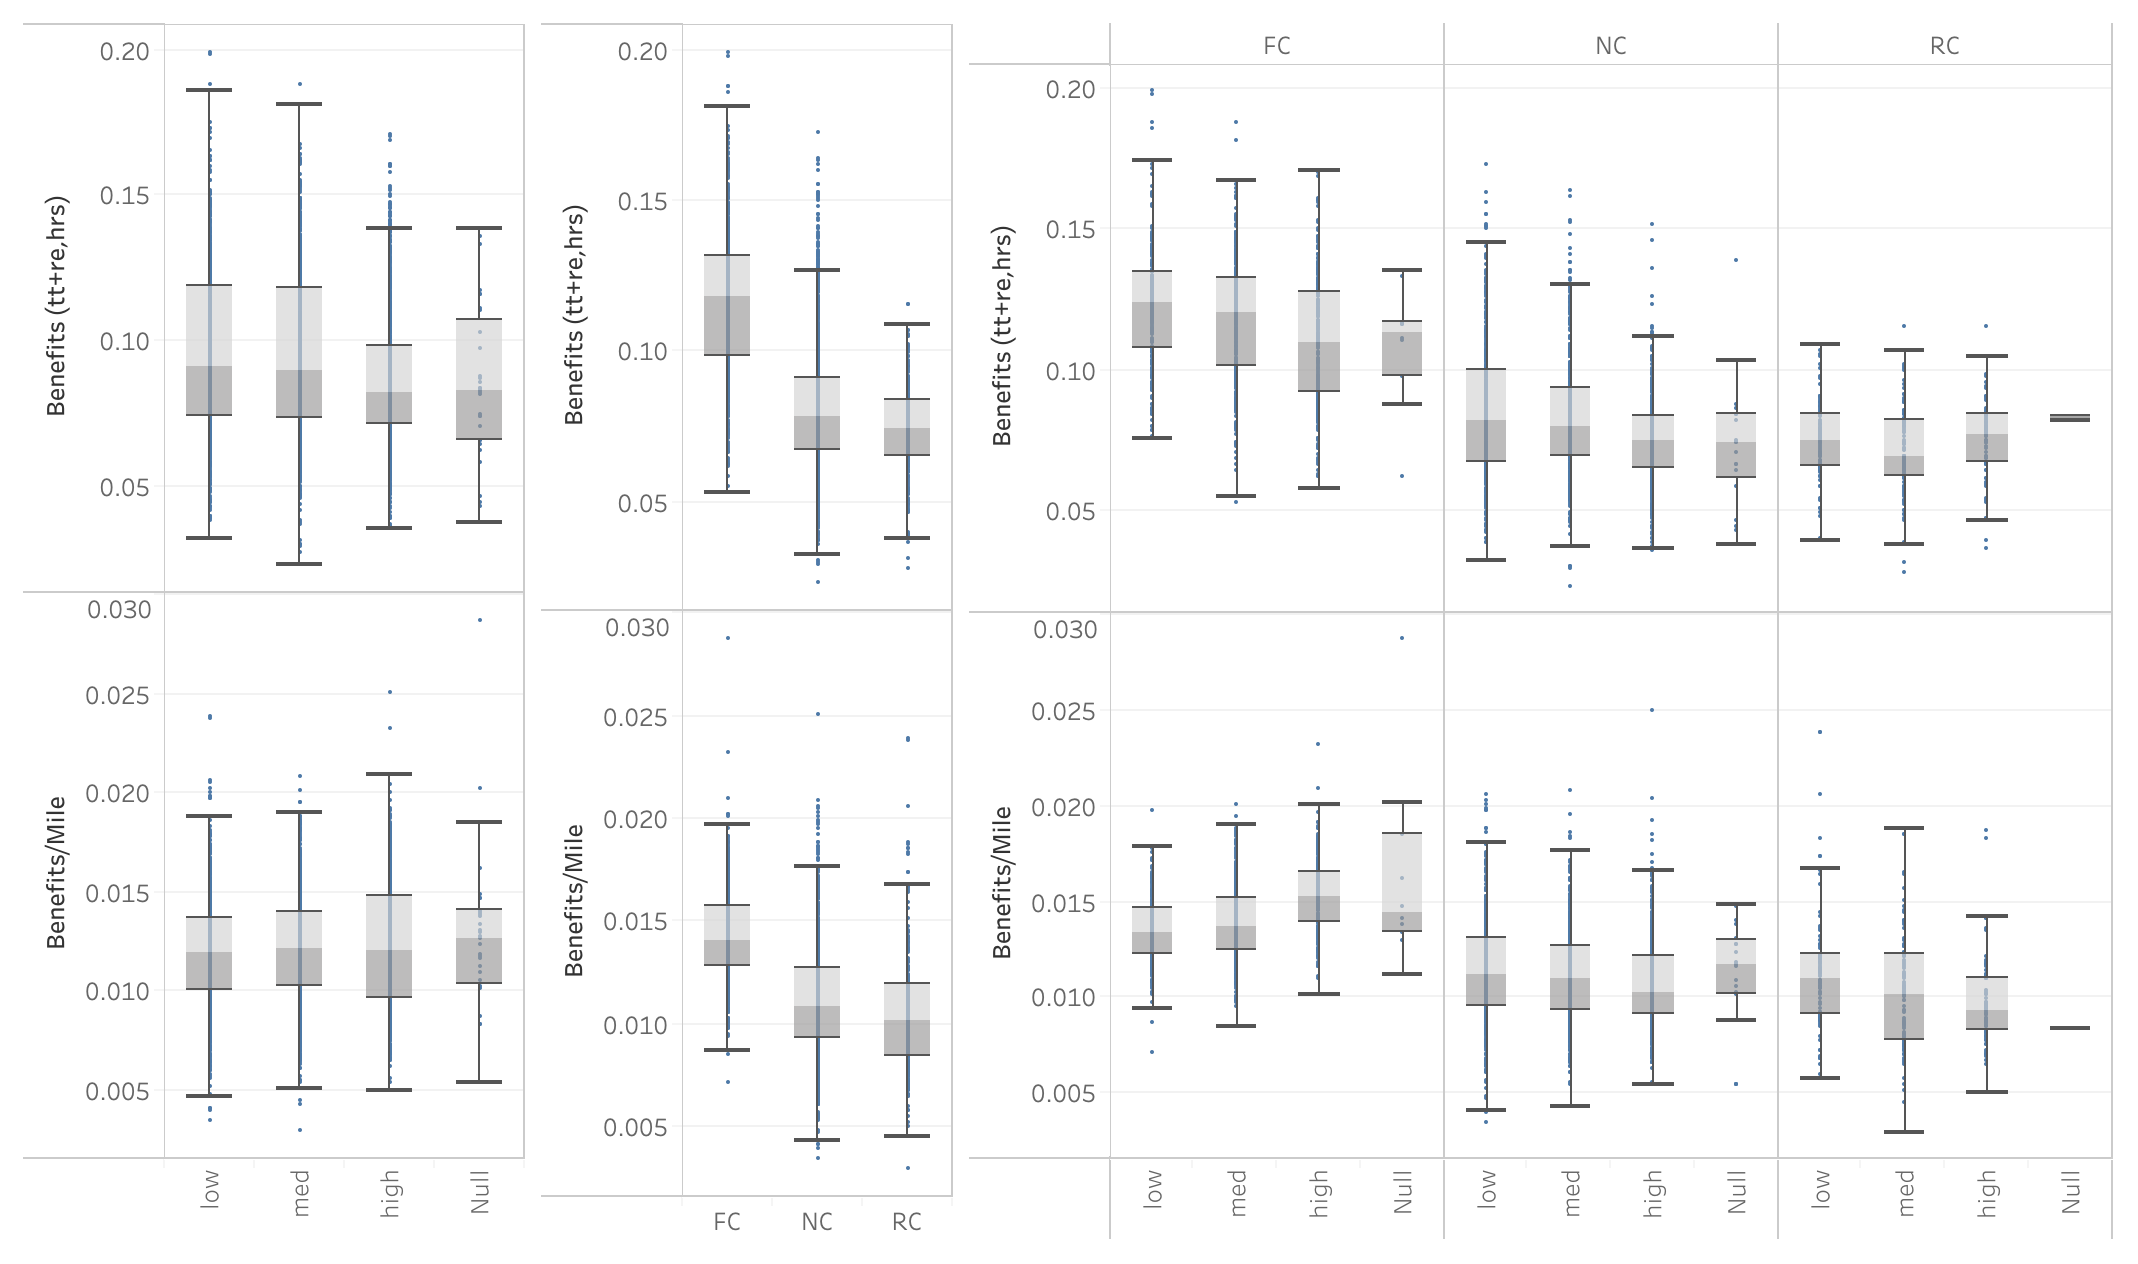 0.20
0.15
0.10
0.05
Benefits (tt+re,hrs)
0.030
0.025
0.020
0.015
0.010
0.005
Benefits/Mile
low
med
high
Null
0.20
0.15
0.10
0.05
Benefits (tt+re,hrs)
0.030
0.025
0.020
0.015
0.010
0.005
Benefits/Mile
FC
NC
RC
FC
NC
RC
0.20
0.15
0.10
0.05
Benefits (tt+re,hrs)
0.030
0.025
0.020
0.015
0.010
0.005
Benefits/Mile
low
med
high
Null
low
med
high
Null
low
med
high
Null